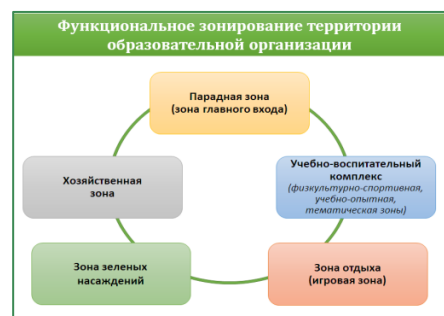 Функциональное зонирование территории
образовательной организации
Парадная зона
(зона главного входа)
Учебно-воспитательный
комплекс
(физкультурно-спортивная,
учебно-опытная,
тематическая зоны)
Зона отдыха
(игровая зона)
Зона зеленых
насаждений
Хозяйственная
зона